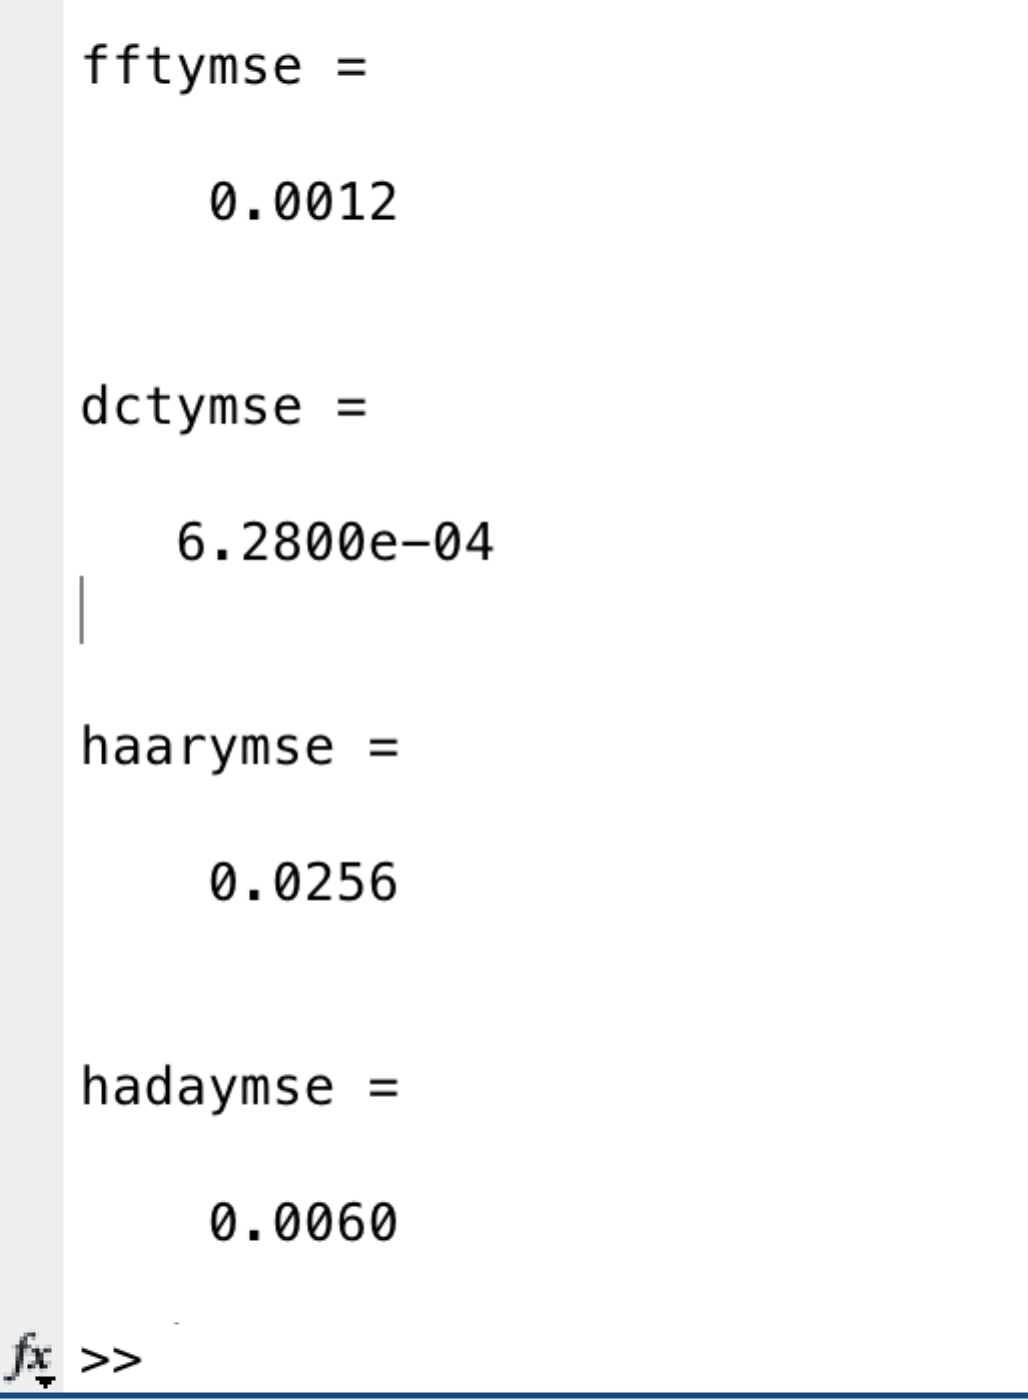 fftymse =
0.0012
dctymse =
6.2800e-04
haarymse =
0.0256
hadaymse =
0.0060
fx >>